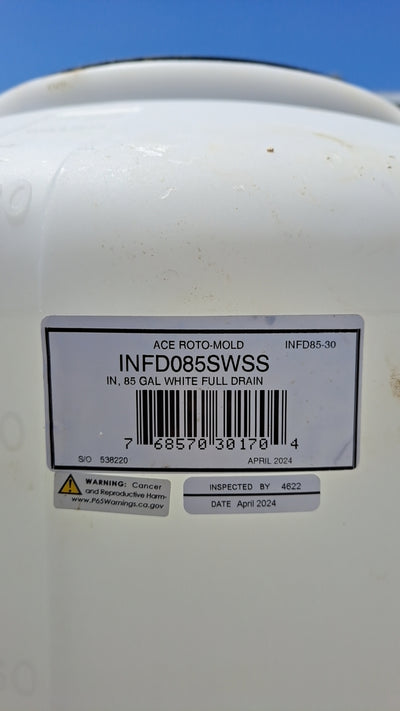 ACE ROTO-MOLD INFD85-30
INFD085SWSS
IN, 85 GAL WHITE FULL DRAIN
7 68570 30170 4
S/O 538220 APRIL 2024
WARNING: Cancer
and Reproductive Harm-
www.P65Warnings.ca.gov
INSPECTED BY 4622
DATE April 2024